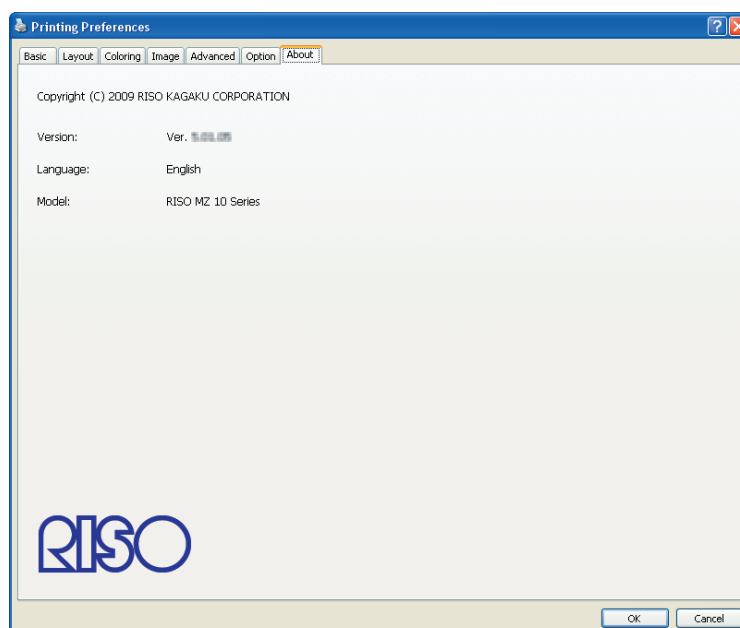 Printing Preferences
Basic Layout Coloring Image Advanced Option About
Copyright (C) 2009 RISO KAGAKU CORPORATION
Version: Ver.
Language: English
Model: RISO MZ 10 Series
RISO
OK Cancel